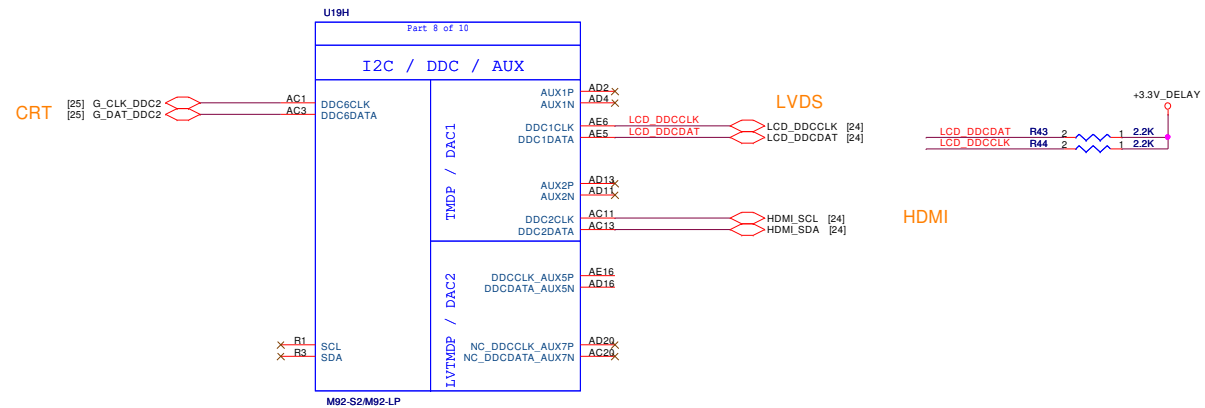 U19H
Part 8 of 10
I2C / DDC / AUX
CRT
[25] G_CLK_DDC2
[25] G_DAT_DDC2
AC1
AC3
DDC6CLK
DDC6DATA
R1
R3
SCL
SDA
TMDP / DAC1
LVTMDP / DAC2
AUX1P AD2
AUX1N AD4
DDC1CLK AE6 LCD_DDCCLK LCD_DDCCLK [24]
DDC1DATA AE5 LCD_DDCDAT LCD_DDCDAT [24]
LVDS
AUX2P AD13
AUX2N AD11
DDC2CLK AC11 HDMI_SCL [24]
DDC2DATA AC13 HDMI_SDA [24]
HDMI
DDCCLK_AUX5P AE16
DDCDATA_AUX5N AD16
NC_DDCCLK_AUX7P AD20
NC_DDCDATA_AUX7N AC20
M92-S2/M92-LP
+3.3V_DELAY
LCD_DDCDAT R43 2 1 2.2K
LCD_DDCCLK R44 2 1 2.2K